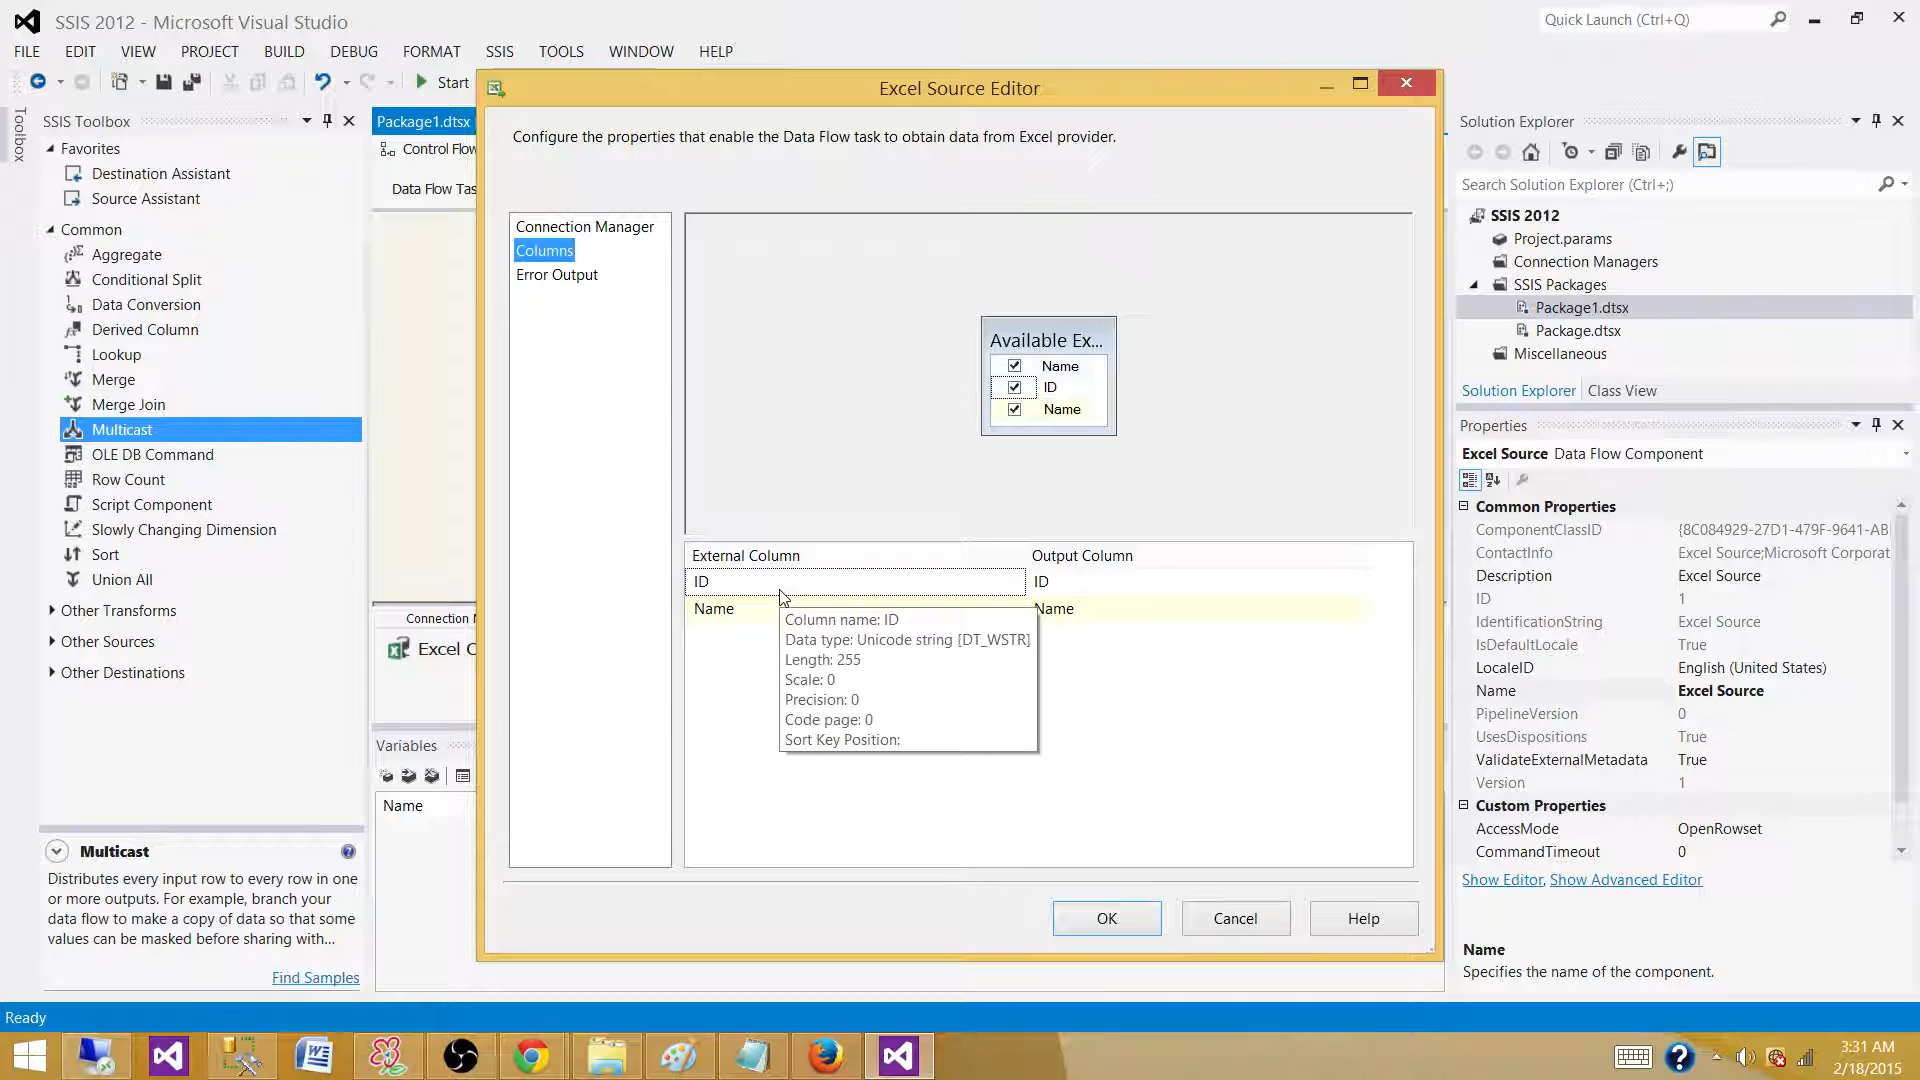 SSIS 2012 - Microsoft Visual Studio
Quick Launch (Ctrl+Q)
FILE EDIT VIEW PROJECT BUILD DEBUG FORMAT SSIS TOOLS WINDOW HELP
Start
Toolbox
SSIS Toolbox
Favorites
Destination Assistant
Source Assistant
Common
Aggregate
Conditional Split
Data Conversion
Derived Column
Lookup
Merge
Merge Join
Multicast
OLE DB Command
Row Count
Script Component
Slowly Changing Dimension
Sort
Union All
Other Transforms
Other Sources
Other Destinations
Multicast
Distributes every input row to every row in one
or more outputs. For example, branch your
data flow to make a copy of data so that some
values can be masked before sharing with...
Find Samples
Package1.dtsx
Control Flow
Data Flow Tas
Connection
Excel C
Variables
Name
Excel Source Editor
Configure the properties that enable the Data Flow task to obtain data from Excel provider.
Connection Manager
Columns
Error Output
Available Ex...
Name
ID
Name
External Column Output Column
ID ID
Name Name
Column name: ID
Data type: Unicode string [DT_WSTR]
Length: 255
Scale: 0
Precision: 0
Code page: 0
Sort Key Position:
OK Cancel Help
Solution Explorer
Search Solution Explorer (Ctrl+;)
SSIS 2012
Project.params
Connection Managers
SSIS Packages
Package1.dtsx
Package.dtsx
Miscellaneous
Solution Explorer Class View
Properties
Excel Source Data Flow Component
Common Properties
ComponentClassID {8C084929-27D1-479F-9641-AB
ContactInfo Excel Source;Microsoft Corporat
Description Excel Source
ID 1
IdentificationString Excel Source
IsDefaultLocale True
LocaleID English (United States)
Name Excel Source
PipelineVersion 0
UsesDispositions True
ValidateExternalMetadata True
Version 1
Custom Properties
AccessMode OpenRowset
CommandTimeout 0
Show Editor, Show Advanced Editor
Name
Specifies the name of the component.
Ready
3:31 AM
2/18/2015